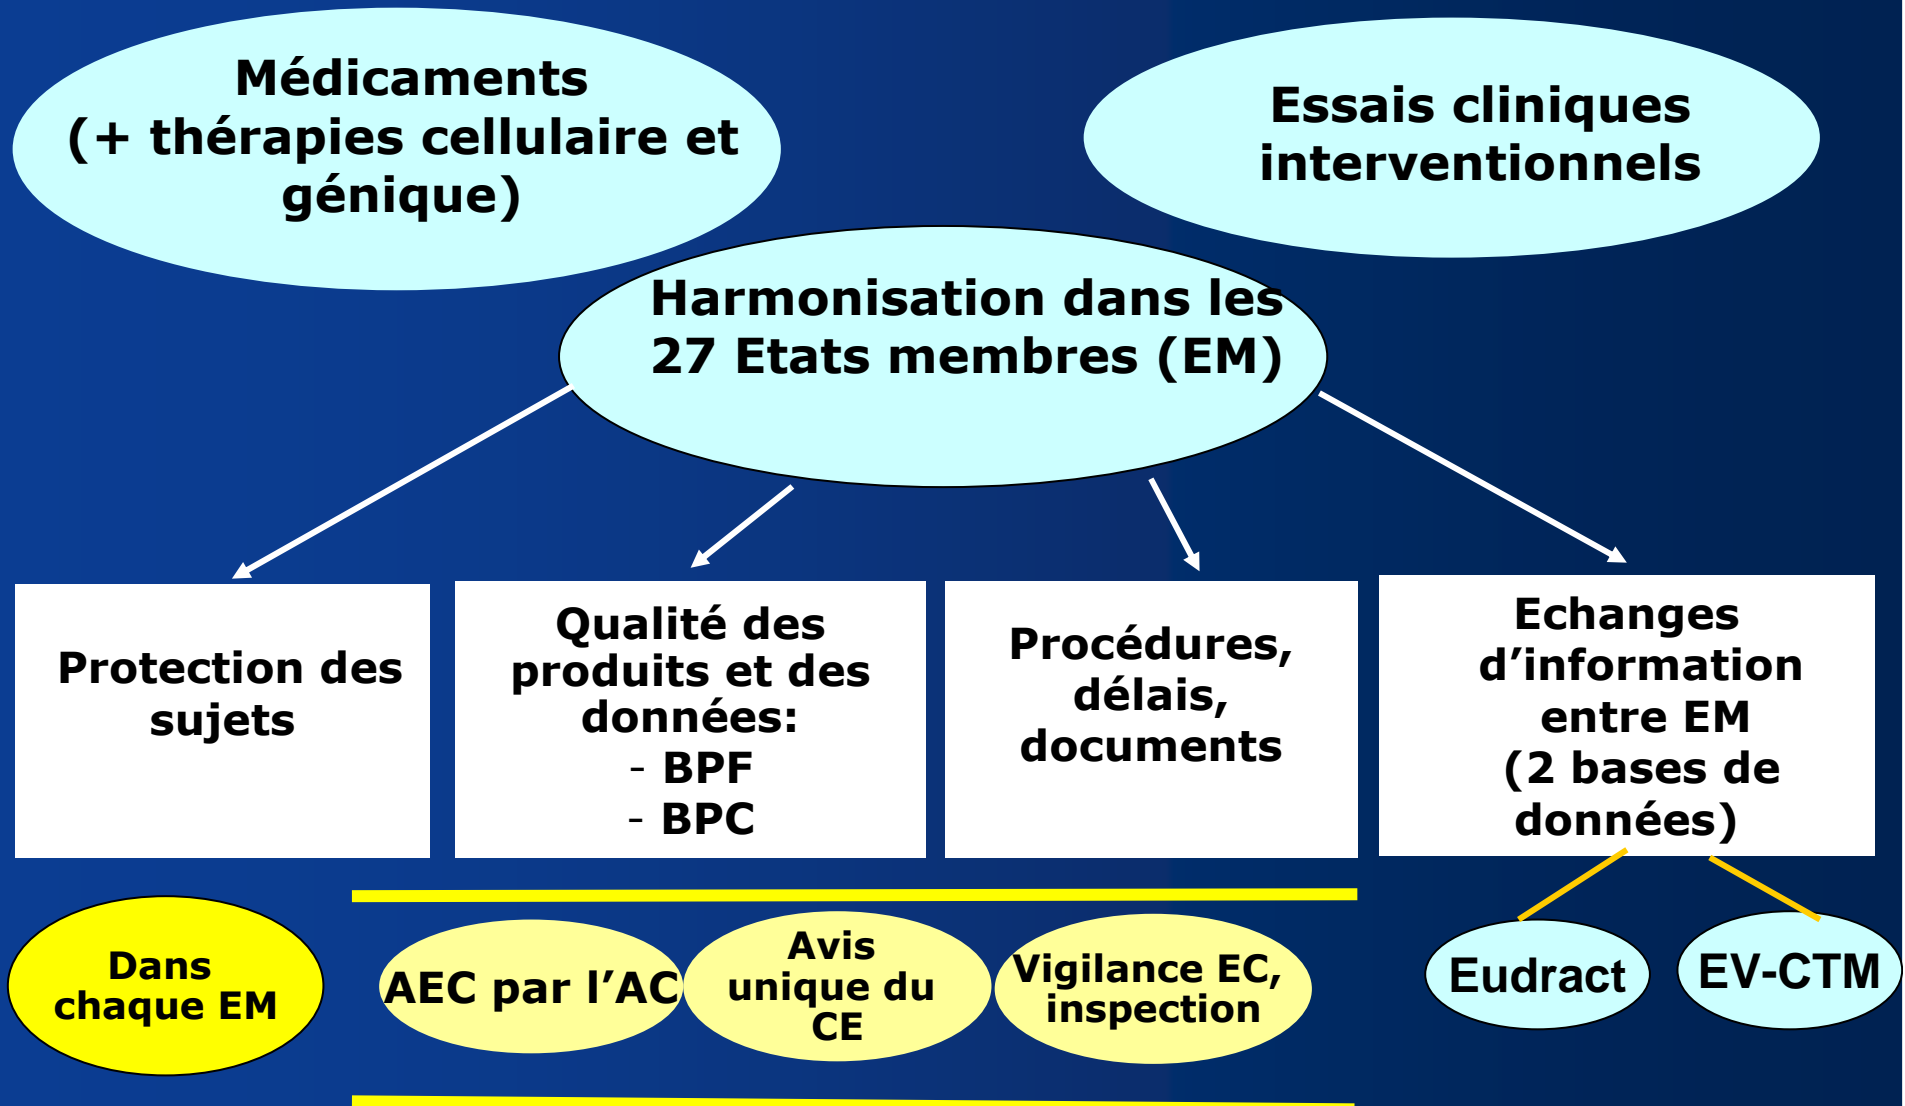 Médicaments
(+ thérapies cellulaire et
génique)
Essais cliniques
interventionnels
Harmonisation dans les
27 Etats membres (EM)
Protection des
sujets
Qualité des
produits et des
données:
- BPF
- BPC
Procédures,
délais,
documents
Echanges
d’information
entre EM
(2 bases de
données)
Dans
chaque EM
AEC par l’AC
Avis
unique du
CE
Vigilance EC,
inspection
Eudract
EV-CTM